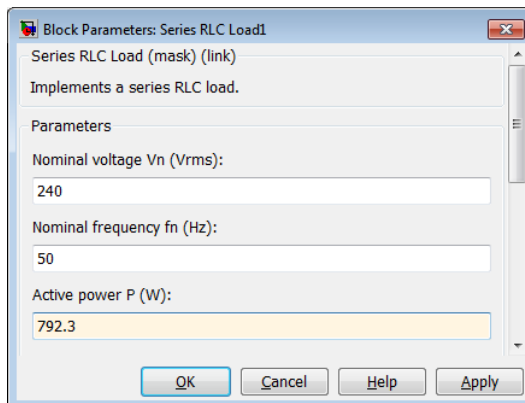 Block Parameters: Series RLC Load1
Series RLC Load (mask) (link)
Implements a series RLC load.
Parameters
Nominal voltage Vn (Vrms):
240
Nominal frequency fn (Hz):
50
Active power P (W):
792.3
OK Cancel Help Apply